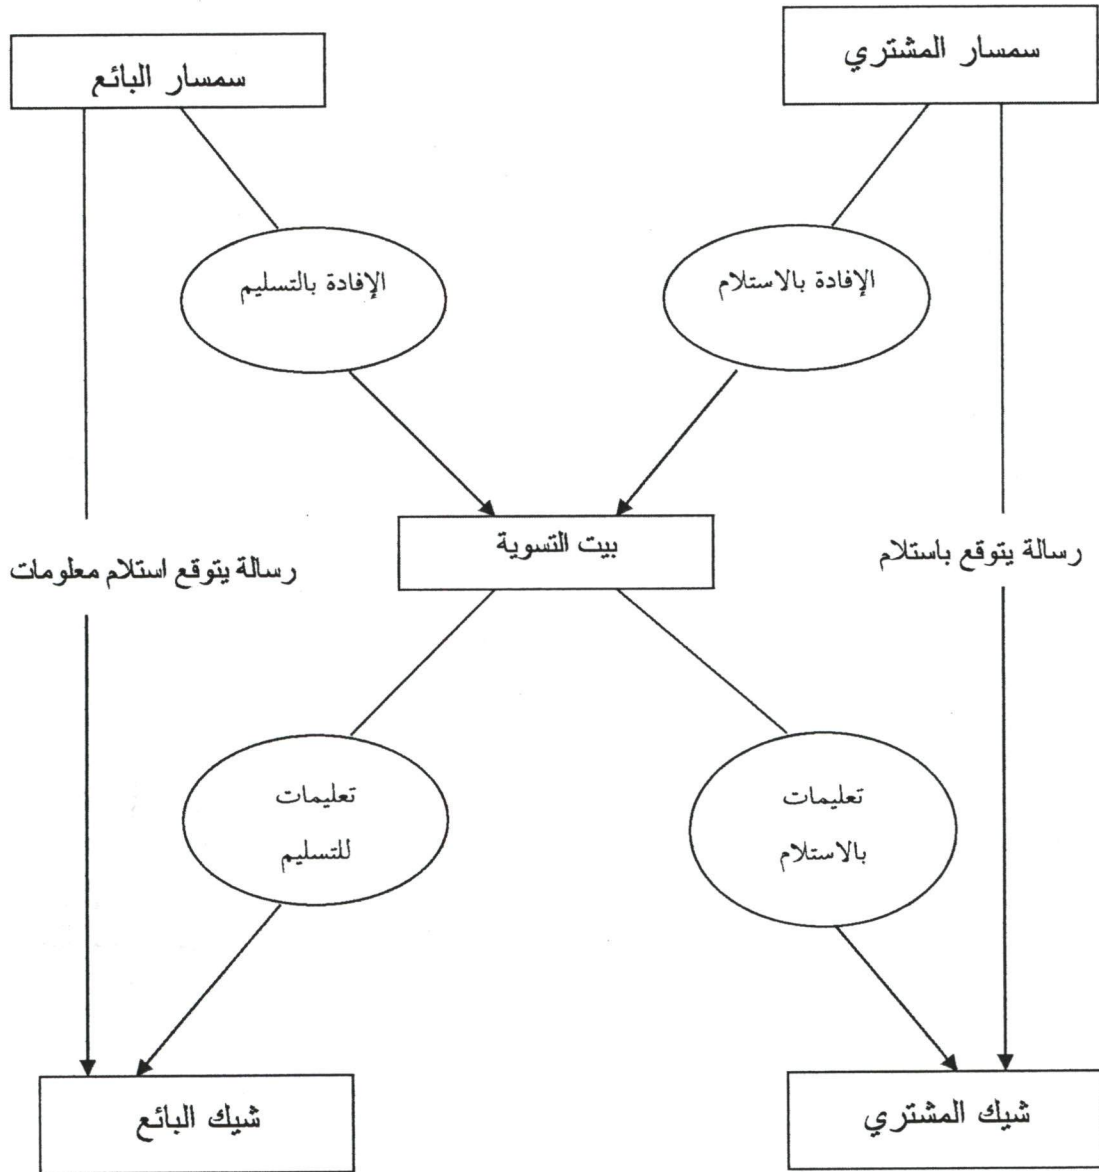 سمسار المشتري
سمسار البائع
الإفادة بالاستلام
الإفادة بالتسليم
بيت التسوية
رسالة يتوقع باستلام
رسالة يتوقع استلام معلومات
تعليمات
بالاستلام
تعليمات
للتسليم
شيك المشتري
شيك البائع